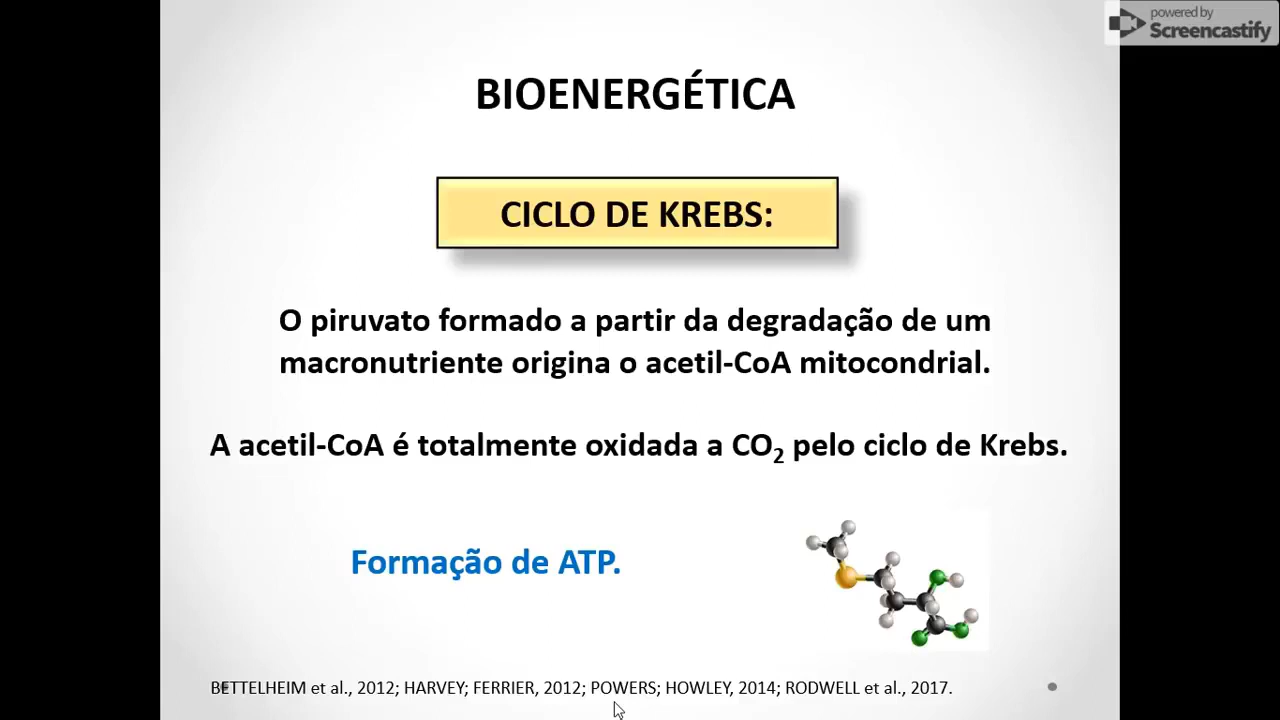 powered by
Screencastify
BIOENERGÉTICA
CICLO DE KREBS:
O piruvato formado a partir da degradação de um
macronutriente origina o acetil-CoA mitocondrial.
A acetil-CoA é totalmente oxidada a CO₂ pelo ciclo de Krebs.
Formação de ATP.
BETTELHEIM et al., 2012; HARVEY; FERRIER, 2012; POWERS; HOWLEY, 2014; RODWELL et al., 2017.